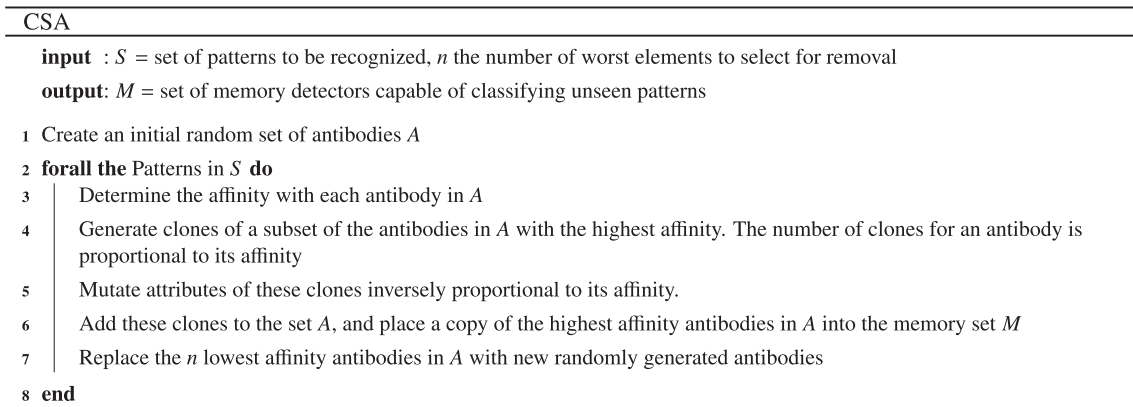 CSA
input : S = set of patterns to be recognized, n the number of worst elements to select for removal
output: M = set of memory detectors capable of classifying unseen patterns
1 Create an initial random set of antibodies A
2 forall the Patterns in S do
3 Determine the affinity with each antibody in A
4 Generate clones of a subset of the antibodies in A with the highest affinity. The number of clones for an antibody is
proportional to its affinity
5 Mutate attributes of these clones inversely proportional to its affinity.
6 Add these clones to the set A, and place a copy of the highest affinity antibodies in A into the memory set M
7 Replace the n lowest affinity antibodies in A with new randomly generated antibodies
8 end